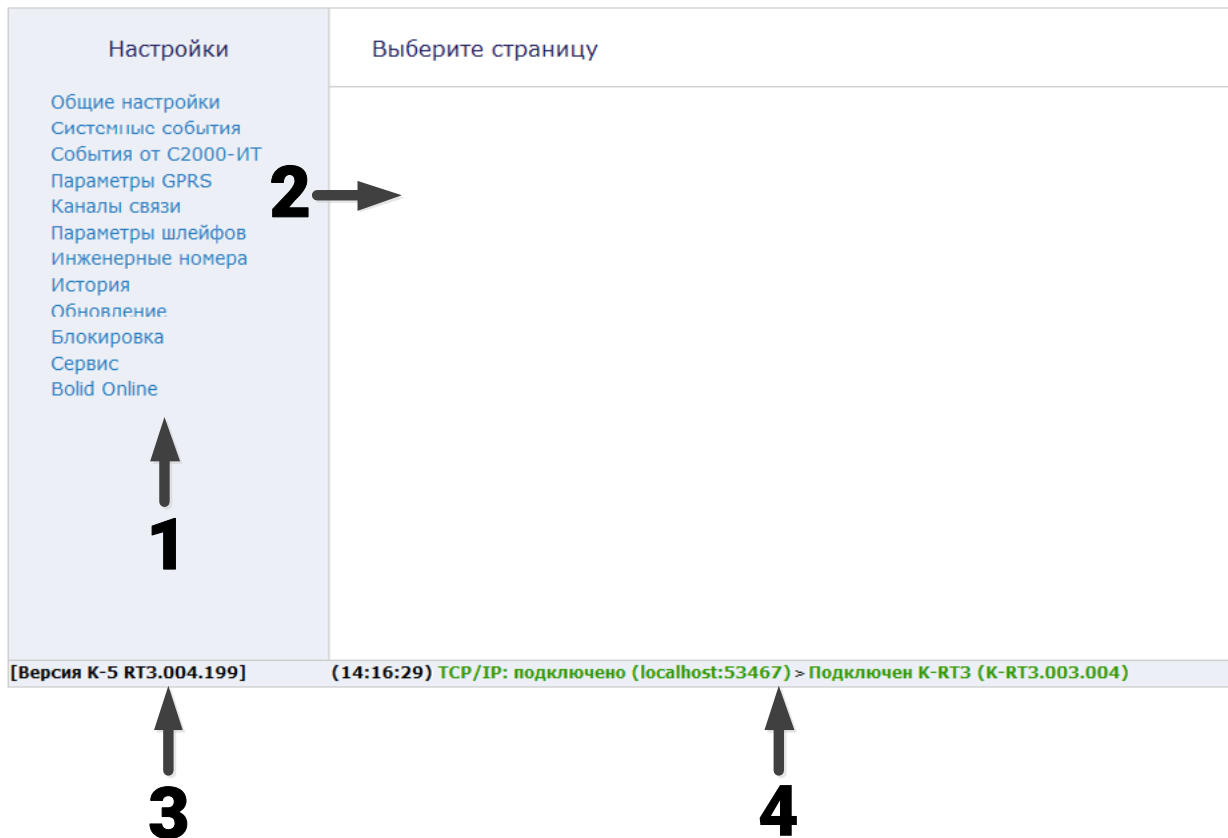 Настройки
Выберите страницу
Общие настройки
Системные события
События от С2000-ИТ
Параметры GPRS
Каналы связи
Параметры шлейфов
Инженерные номера
История
Обновление
Блокировка
Сервис
Bolid Online
2
1
[Версия К-5 RT3.004.199]
(14:16:29) TCP/IP: подключено (localhost:53467) > Подключен K-RT3 (K-RT3.003.004)
3
4